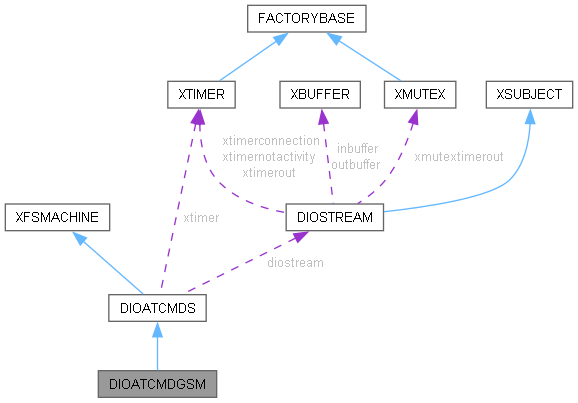 FACTORYBASE
XTIMER
XBUFFER
XMUTEX
XSUBJECT
xtimerconnection
xtimernotactivity
xtimerout
inbuffer
outbuffer
xmutextimerout
XFSMACHINE
xtimer
DIOSTREAM
diostream
DIOATCMDS
DIOATCMDGSM